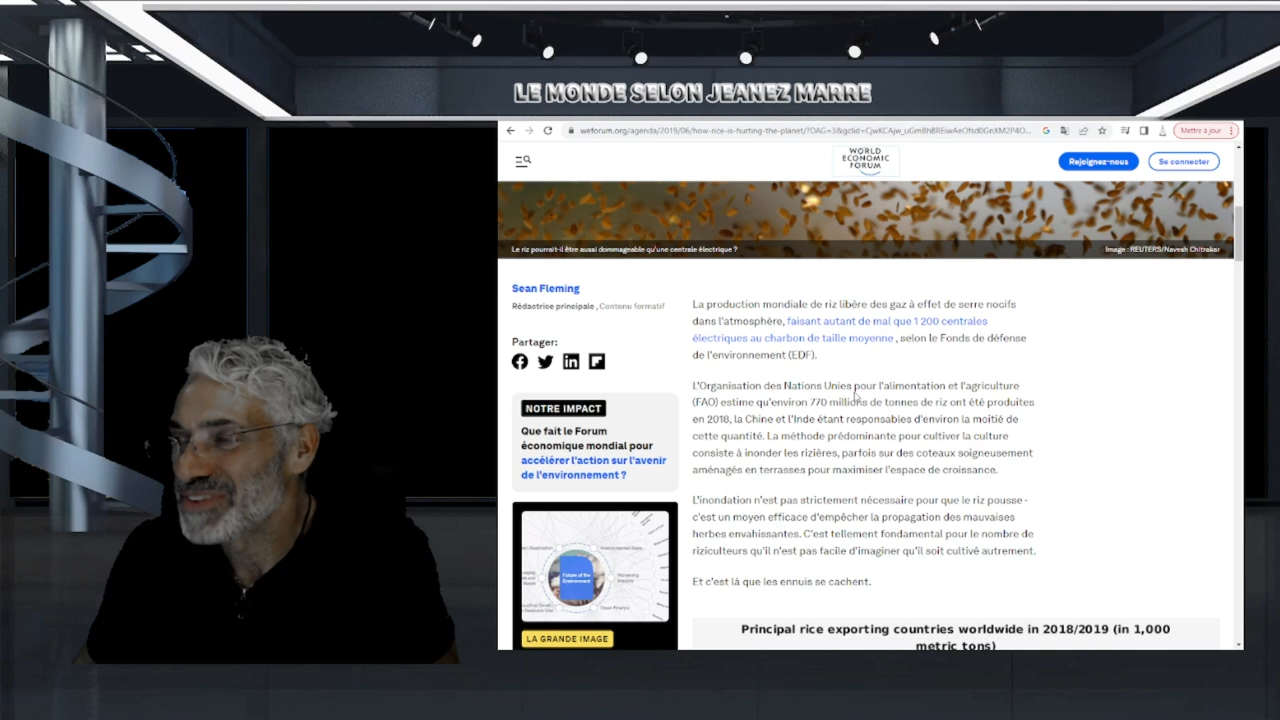 LE MONDE SELON JEANEZ MARRE
Mettre à jour
WORLD
ECONOMIC
FORUM
Rejoignez-nous
Se connecter
Le riz pourrait-il être aussi dommageable qu'une centrale électrique ?
Image : REUTERS/Navesh Chitrakar
Sean Fleming
Rédactrice principale , Contenu formatif
Partager:
NOTRE IMPACT
Que fait le Forum
économique mondial pour
accélérer l'action sur l'avenir
de l'environnement ?
Future of the
Environment
LA GRANDE IMAGE
La production mondiale de riz libère des gaz à effet de serre nocifs
dans l'atmosphère, faisant autant de mal que 1 200 centrales
électriques au charbon de taille moyenne , selon le Fonds de défense
de l'environnement (EDF).
L'Organisation des Nations Unies pour l'alimentation et l'agriculture
(FAO) estime qu'environ 770 millions de tonnes de riz ont été produites
en 2018, la Chine et l'Inde étant responsables d'environ la moitié de
cette quantité. La méthode prédominante pour cultiver la culture
consiste à inonder les rizières, parfois sur des coteaux soigneusement
aménagés en terrasses pour maximiser l'espace de croissance.
L'inondation n'est pas strictement nécessaire pour que le riz pousse -
c'est un moyen efficace d'empêcher la propagation des mauvaises
herbes envahissantes. C'est tellement fondamental pour le nombre de
riziculteurs qu'il n'est pas facile d'imaginer qu'il soit cultivé autrement.
Et c'est là que les ennuis se cachent.
Principal rice exporting countries worldwide in 2018/2019 (in 1,000
metric tons)